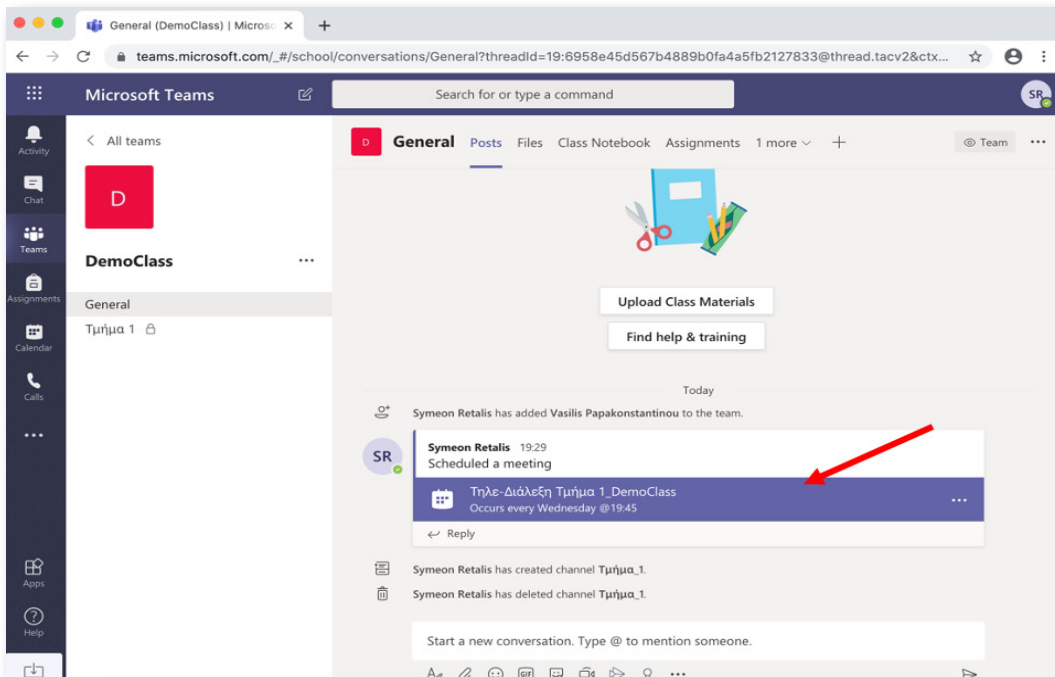 General (DemoClass) | Microso
teams.microsoft.com/_#/school/conversations/General?threadId=19:6958e45d567b4889b0fa4a5fb2127833@thread.tacv2&ctx...
Microsoft Teams
Search for or type a command
SR
Activity
Chat
Teams
Assignments
Calendar
Calls
Apps
Help
All teams
D
DemoClass
General
Τμήμα 1
D General Posts Files Class Notebook Assignments 1 more
Team
Upload Class Materials
Find help & training
Today
Symeon Retalis has added Vasilis Papakonstantinou to the team.
SR
Symeon Retalis 19:29
Scheduled a meeting
Τηλε-Διάλεξη Τμήμα 1_DemoClass
Occurs every Wednesday @19:45
Reply
Symeon Retalis has created channel Τμήμα_1.
Symeon Retalis has deleted channel Τμήμα_1.
Start a new conversation. Type @ to mention someone.
GIF